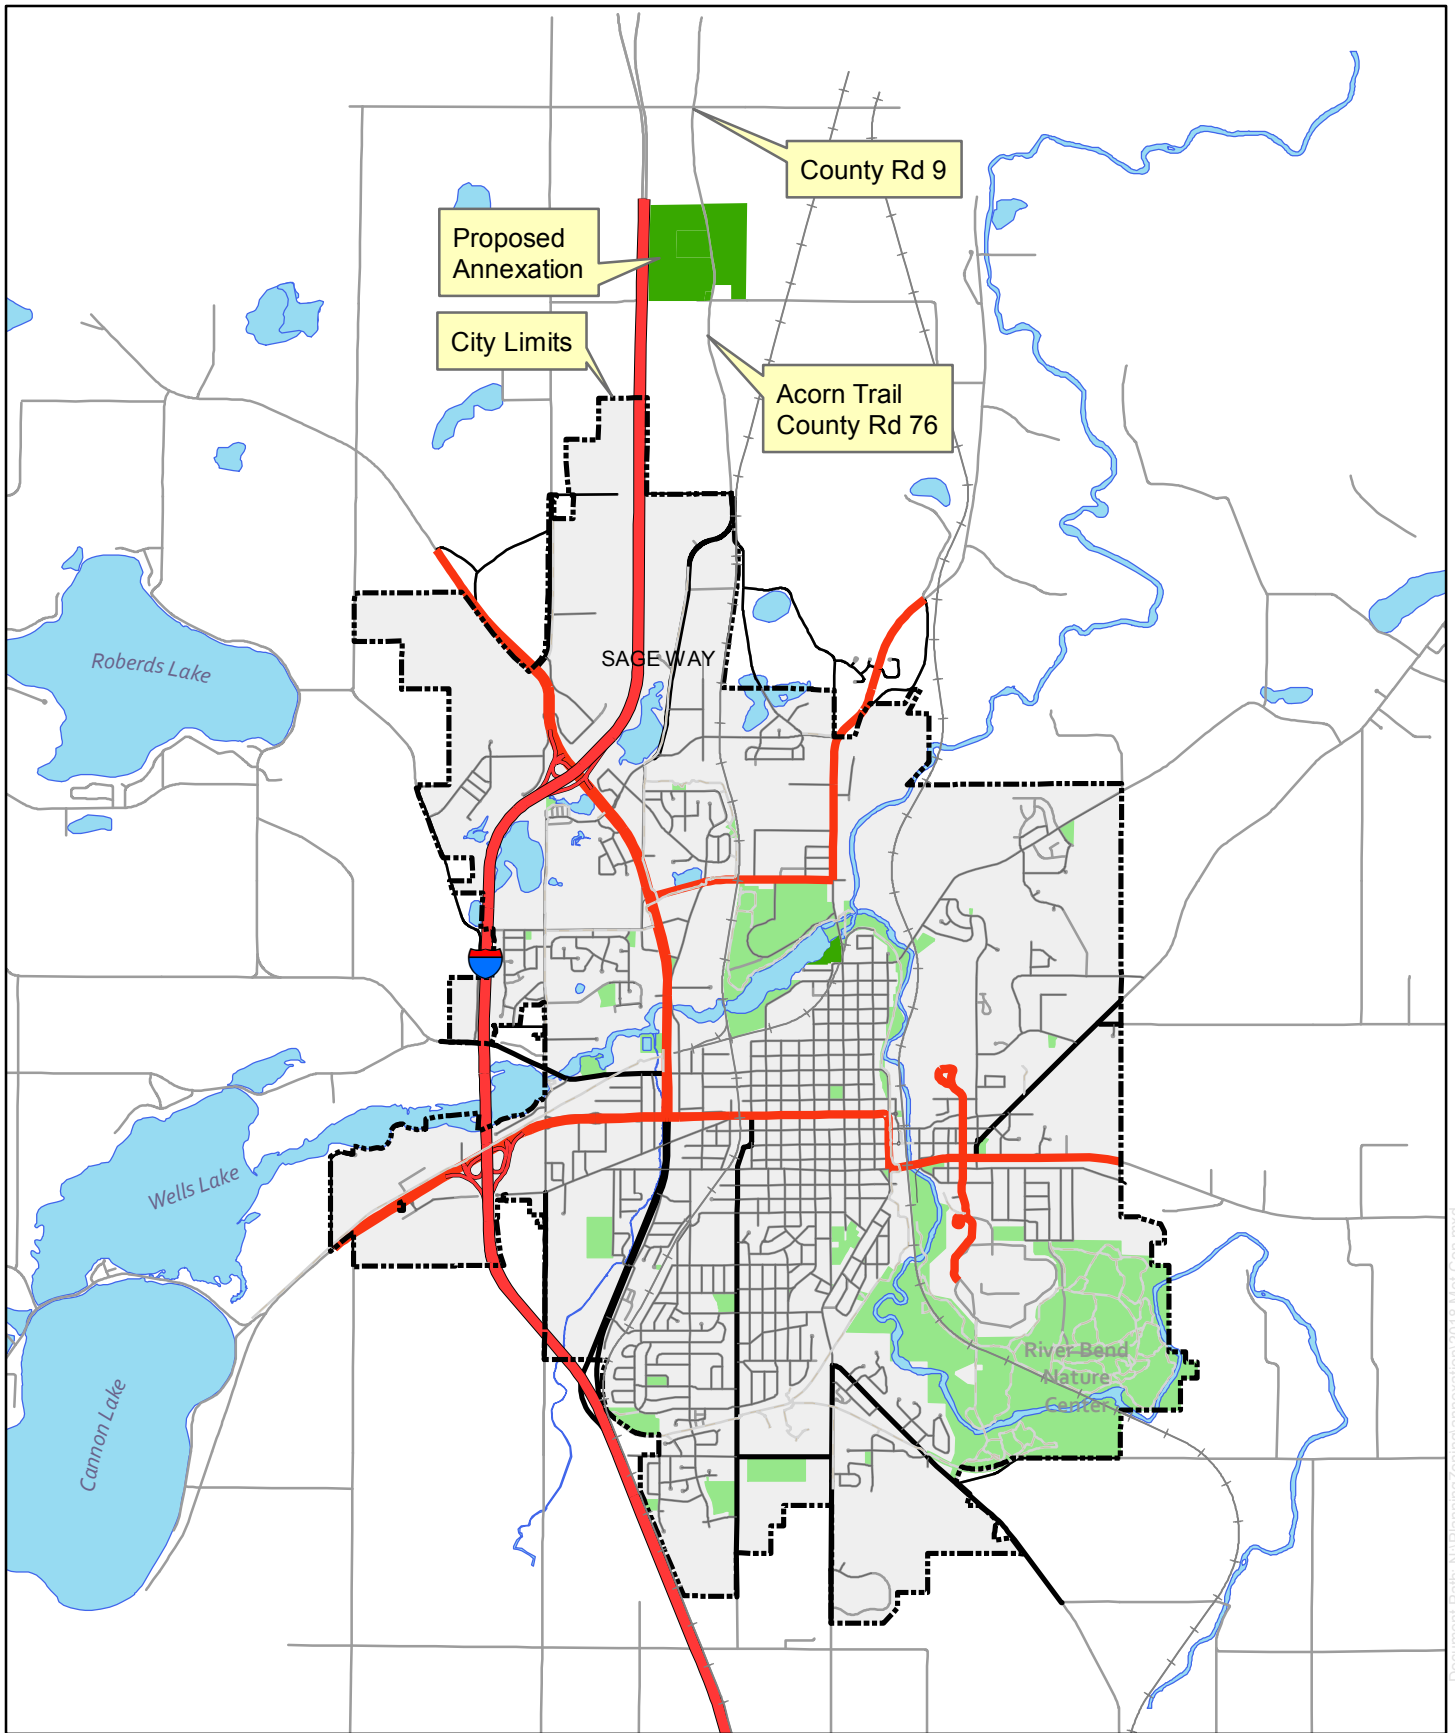 County Rd 9
Proposed
Annexation
City Limits
Acorn Trail
County Rd 76
SAGE WAY
Roberds Lake
Wells Lake
River Bend
Nature
Center
Cannon Lake